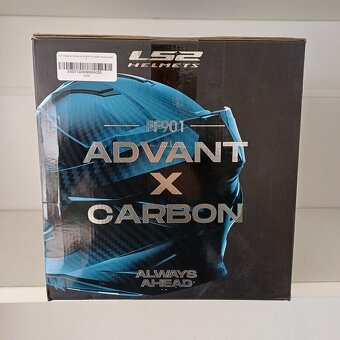 LS2
HELMETS
FF901
ADVANT
X
CARBON
ALWAYS
AHEAD